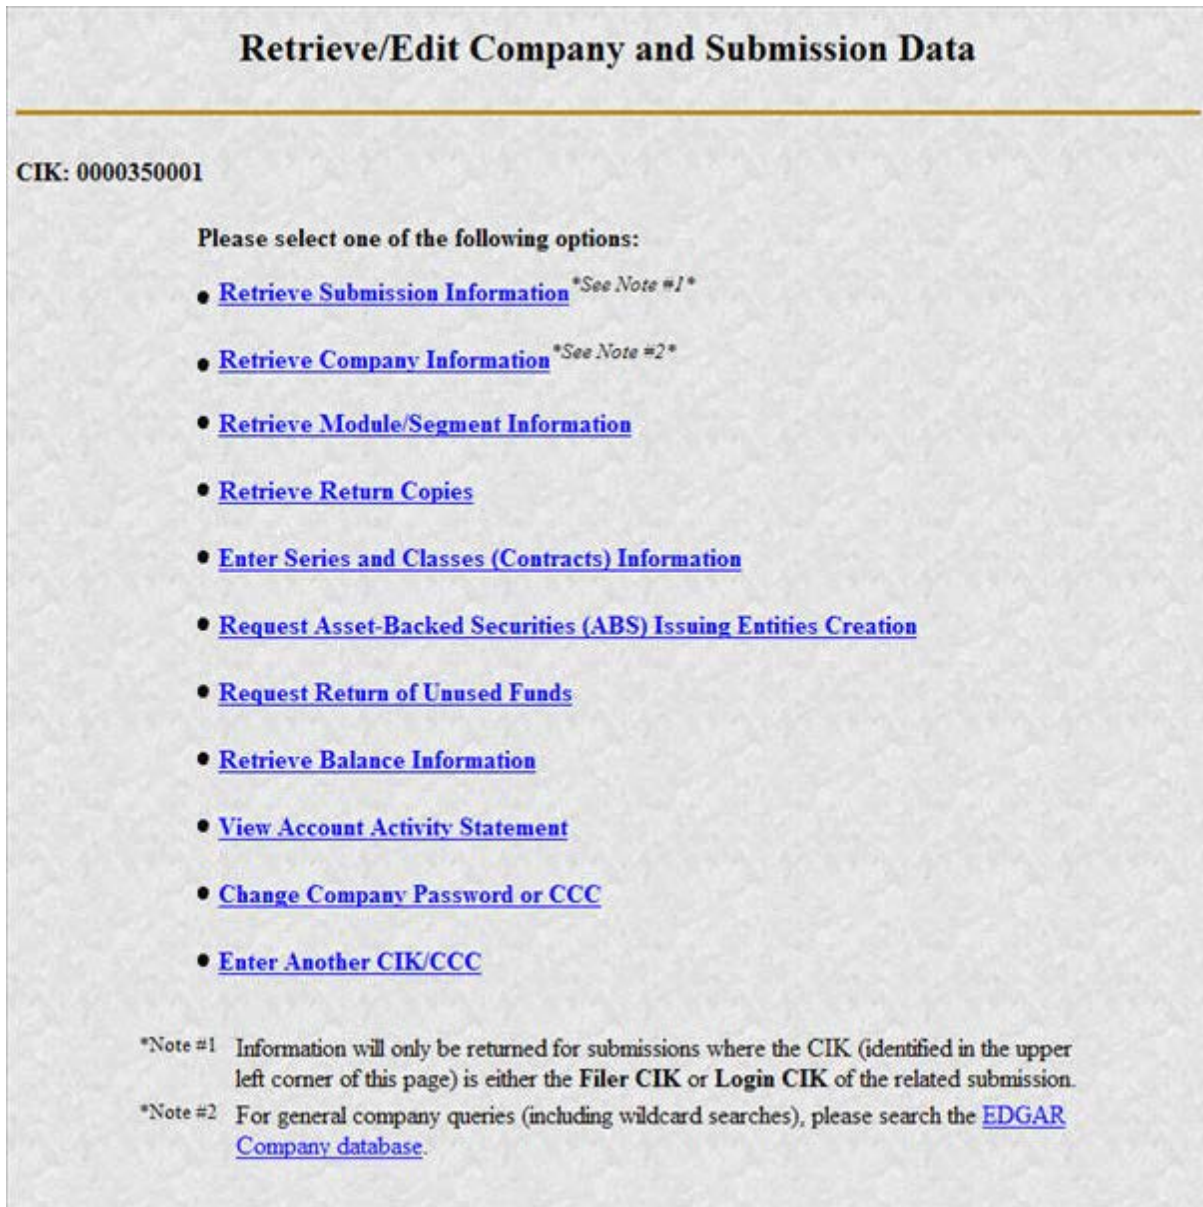 Retrieve/Edit Company and Submission Data
CIK: 0000350001
Please select one of the following options:
Retrieve Submission Information *See Note #1*
Retrieve Company Information *See Note #2*
Retrieve Module/Segment Information
Retrieve Return Copies
Enter Series and Classes (Contracts) Information
Request Asset-Backed Securities (ABS) Issuing Entities Creation
Request Return of Unused Funds
Retrieve Balance Information
View Account Activity Statement
Change Company Password or CCC
Enter Another CIK/CCC
*Note #1 Information will only be returned for submissions where the CIK (identified in the upper
left corner of this page) is either the Filer CIK or Login CIK of the related submission.
*Note #2 For general company queries (including wildcard searches), please search the EDGAR
Company database.